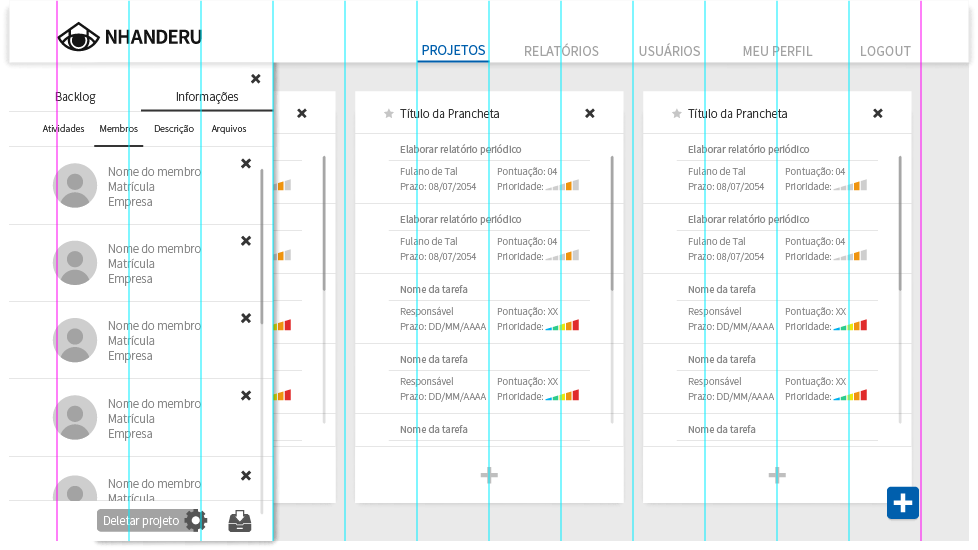 NHANDERU
PROJETOS
RELATÓRIOS
USUÁRIOS
MEU PERFIL
LOGOUT
Backlog
Informações
Atividades
Membros
Descrição
Arquivos
Nome do membro
Matrícula
Empresa
Nome do membro
Matrícula
Empresa
Nome do membro
Matrícula
Empresa
Nome do membro
Matrícula
Empresa
Nome do membro
Matrícula
Deletar projeto
Título da Prancheta
Elaborar relatório periódico
Fulano de Tal Pontuação: 04
Prazo: 08/07/2054 Prioridade:
Elaborar relatório periódico
Fulano de Tal Pontuação: 04
Prazo: 08/07/2054 Prioridade:
Nome da tarefa
Responsável Pontuação: XX
Prazo: DD/MM/AAAA Prioridade:
Nome da tarefa
Responsável Pontuação: XX
Prazo: DD/MM/AAAA Prioridade:
Nome da tarefa
Título da Prancheta
Elaborar relatório periódico
Fulano de Tal Pontuação: 04
Prazo: 08/07/2054 Prioridade:
Elaborar relatório periódico
Fulano de Tal Pontuação: 04
Prazo: 08/07/2054 Prioridade:
Nome da tarefa
Responsável Pontuação: XX
Prazo: DD/MM/AAAA Prioridade:
Nome da tarefa
Responsável Pontuação: XX
Prazo: DD/MM/AAAA Prioridade:
Nome da tarefa